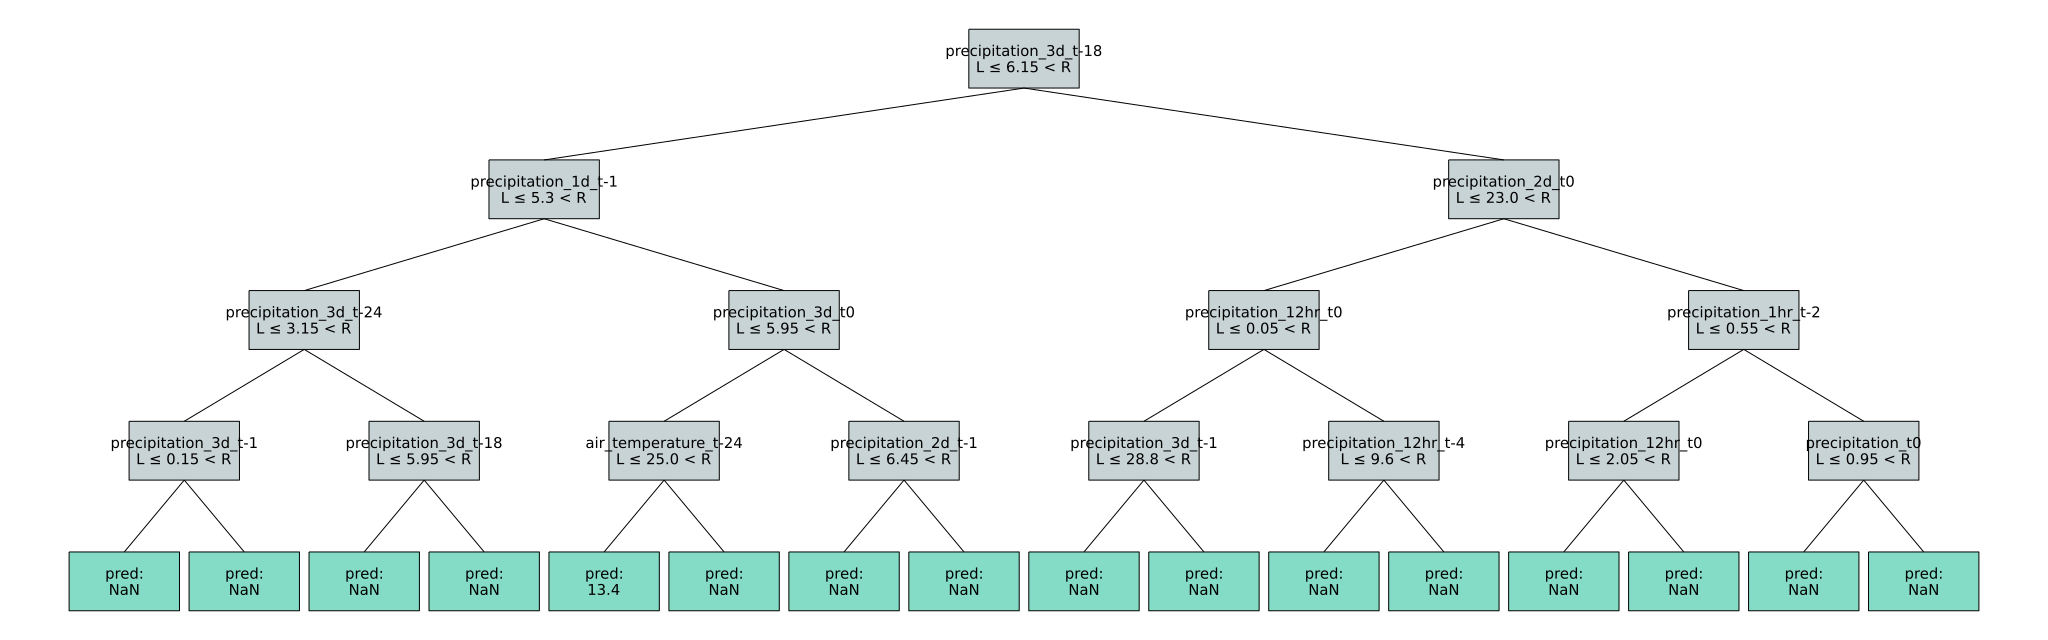 precipitation_3d_t-18
L ≤ 6.15 < R
precipitation_1d_t-1
L ≤ 5.3 < R
precipitation_2d_t0
L ≤ 23.0 < R
precipitation_3d_t-24
L ≤ 3.15 < R
precipitation_3d_t0
L ≤ 5.95 < R
precipitation_12hr_t0
L ≤ 0.05 < R
precipitation_1hr_t-2
L ≤ 0.55 < R
precipitation_3d_t-1
L ≤ 0.15 < R
precipitation_3d_t-18
L ≤ 5.95 < R
air_temperature_t-24
L ≤ 25.0 < R
precipitation_2d_t-1
L ≤ 6.45 < R
precipitation_3d_t-1
L ≤ 28.8 < R
precipitation_12hr_t-4
L ≤ 9.6 < R
precipitation_12hr_t0
L ≤ 2.05 < R
precipitation_t0
L ≤ 0.95 < R
pred:
NaN
pred:
NaN
pred:
NaN
pred:
NaN
pred:
13.4
pred:
NaN
pred:
NaN
pred:
NaN
pred:
NaN
pred:
NaN
pred:
NaN
pred:
NaN
pred:
NaN
pred:
NaN
pred:
NaN
pred:
NaN